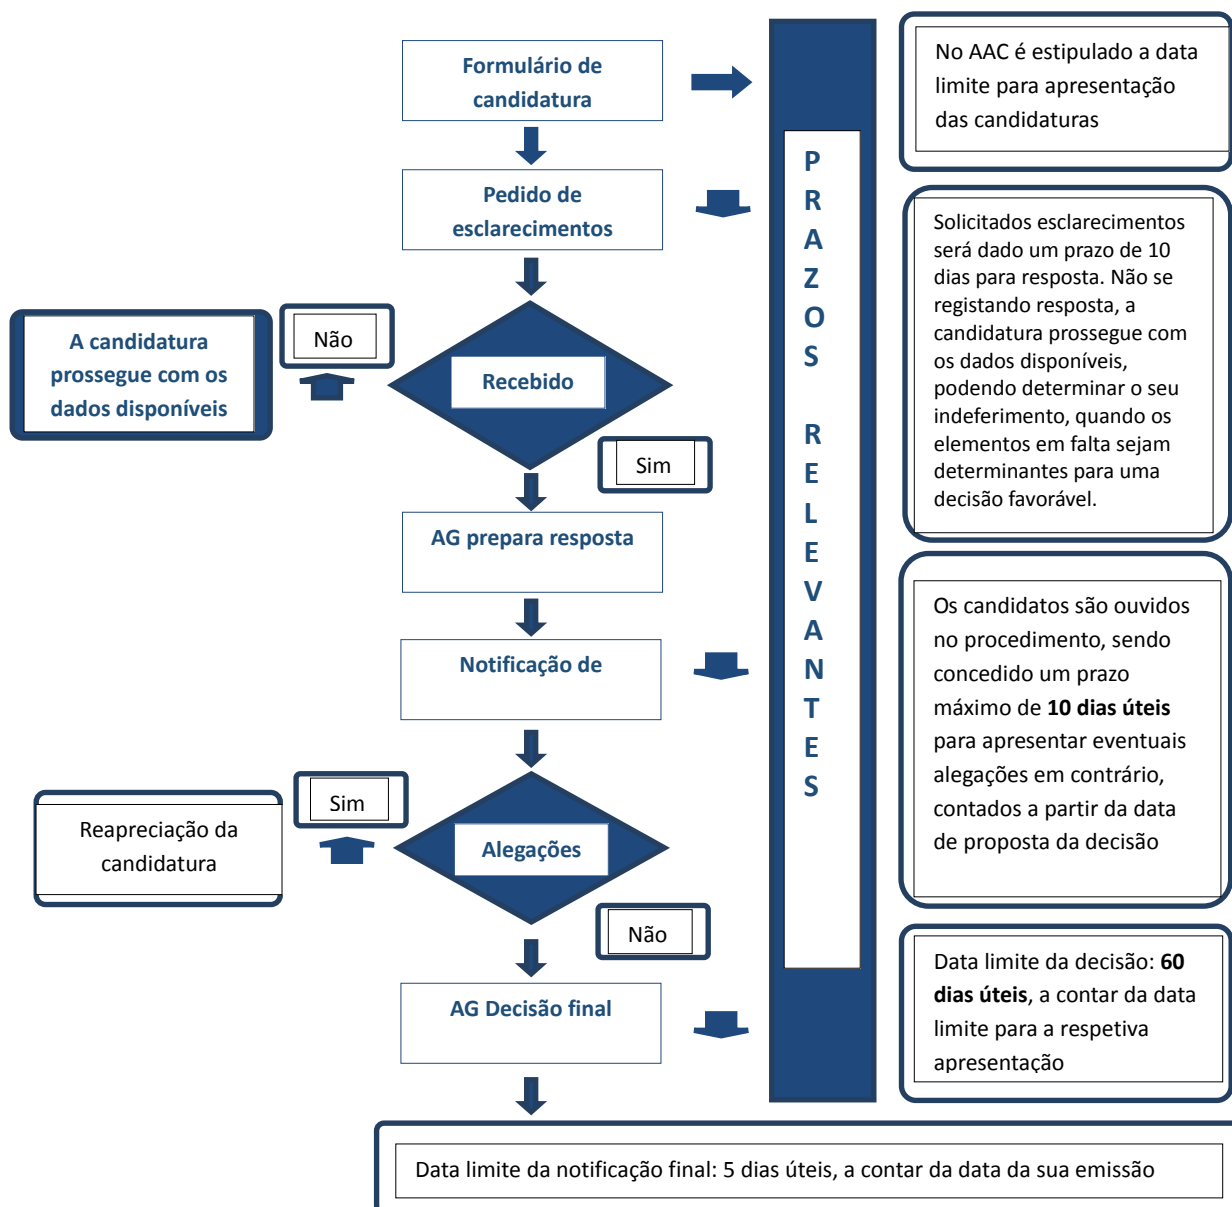 Formulário de
candidatura
No AAC é estipulado a data
limite para apresentação
das candidaturas
Pedido de
esclarecimentos
Solicitados esclarecimentos
será dado um prazo de 10
dias para resposta. Não se
registando resposta, a
candidatura prossegue com
os dados disponíveis,
podendo determinar o seu
indeferimento, quando os
elementos em falta sejam
determinantes para uma
decisão favorável.
PRAZOS RELEVANTES
A candidatura
prossegue com os
dados disponíveis
Não
Recebido
Sim
AG prepara resposta
Notificação de
Os candidatos são ouvidos
no procedimento, sendo
concedido um prazo
máximo de 10 dias úteis
para apresentar eventuais
alegações em contrário,
contados a partir da data
de proposta da decisão
Reapreciação da
candidatura
Sim
Alegações
Não
AG Decisão final
Data limite da decisão: 60
dias úteis, a contar da data
limite para a respetiva
apresentação
Data limite da notificação final: 5 dias úteis, a contar da data da sua emissão